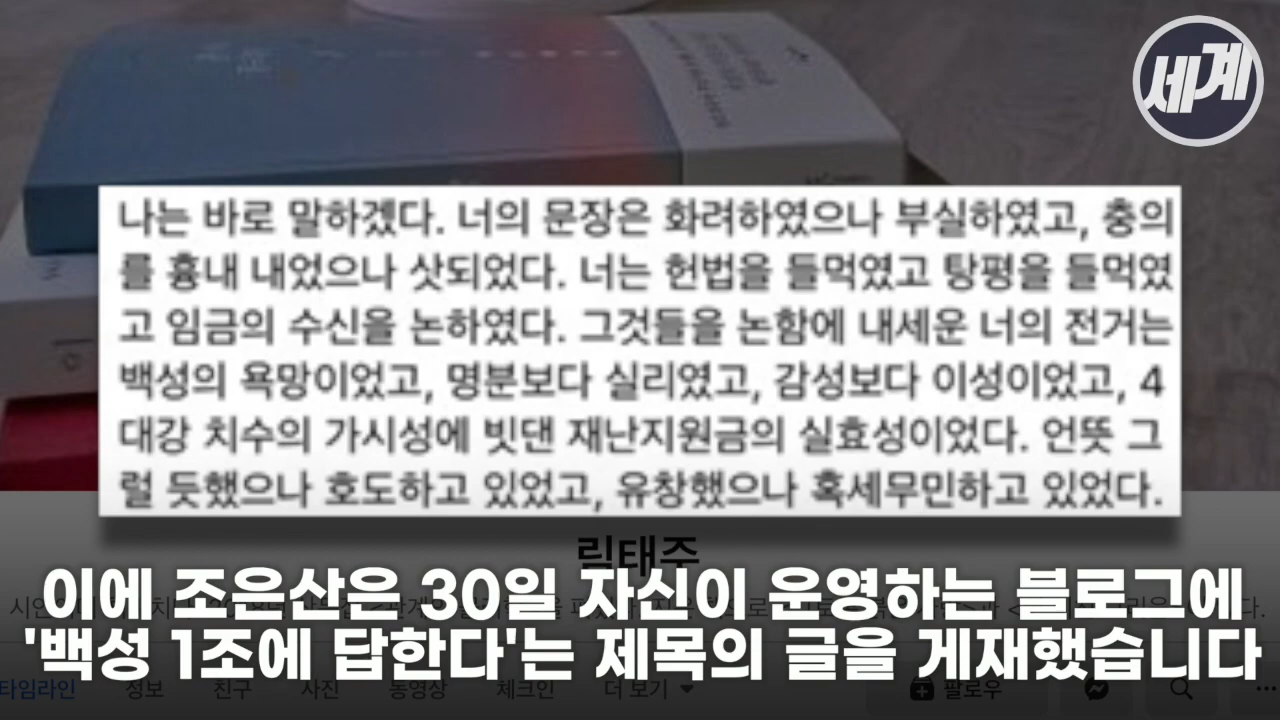 세계
나는 바로 말하겠다. 너의 문장은 화려하였으나 부실하였고, 충의
를 흉내 내었으나 삿되었다. 너는 헌법을 들먹였고 탕평을 들먹였
고 임금의 수신을 논하였다. 그것들을 논함에 내세운 너의 전거는
백성의 욕망이었고, 명분보다 실리였고, 감성보다 이성이었고, 4
대강 치수의 가시성에 빗댄 재난지원금의 실효성이었다. 언뜻 그
럴 듯했으나 호도하고 있었고, 유창했으나 혹세무민하고 있었다.
림태주
이에 조은산은 30일 자신이 운영하는 블로그에
'백성 1조에 답한다'는 제목의 글을 게재했습니다
타임라인 정보 친구 사진 동영상 체크인 더 보기 팔로우